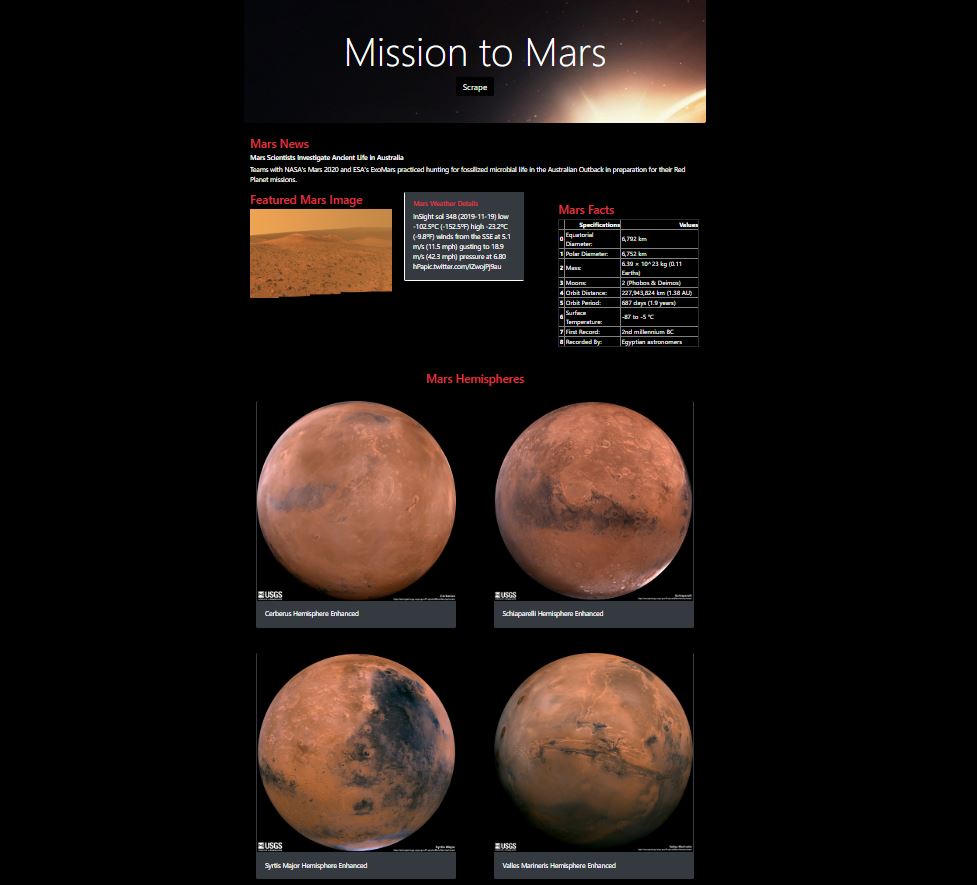 Mission to Mars
Scrape
Mars News
Mars Scientists Investigate Ancient Life in Australia
Teams with NASA's Mars 2020 and ESA's ExoMars practiced hunting for fossilized microbial life in the Australian Outback in preparation for their Red
Planet missions.
Featured Mars Image
Mars Weather Details
InSight sol 348 (2019-11-19) low
-102.5ºC (-152.5ºF) high -23.2ºC
(-9.8ºF) winds from the SSE at 5.1
m/s (11.5 mph) gusting to 18.9
m/s (42.3 mph) pressure at 6.80
Mars Facts
Specifications Values
0 Equatorial Diameter: 6,792 km
1 Polar Diameter: 6,752 km
2 Mass: 6.39 × 10^23 kg (0.11 Earths)
3 Moons: 2 (Phobos & Deimos)
4 Orbit Distance: 227,943,824 km (1.38 AU)
5 Orbit Period: 687 days (1.9 years)
6 Surface Temperature: -87 to -5 °C
7 First Record: 2nd millennium BC
8 Recorded By: Egyptian astronomers
Mars Hemispheres
USGS
Cerberus
USGS
Schiaparelli
Cerberus Hemisphere Enhanced
Schiaparelli Hemisphere Enhanced
USGS
Syrtis Major
USGS
Valles Marineris
Syrtis Major Hemisphere Enhanced
Valles Marineris Hemisphere Enhanced